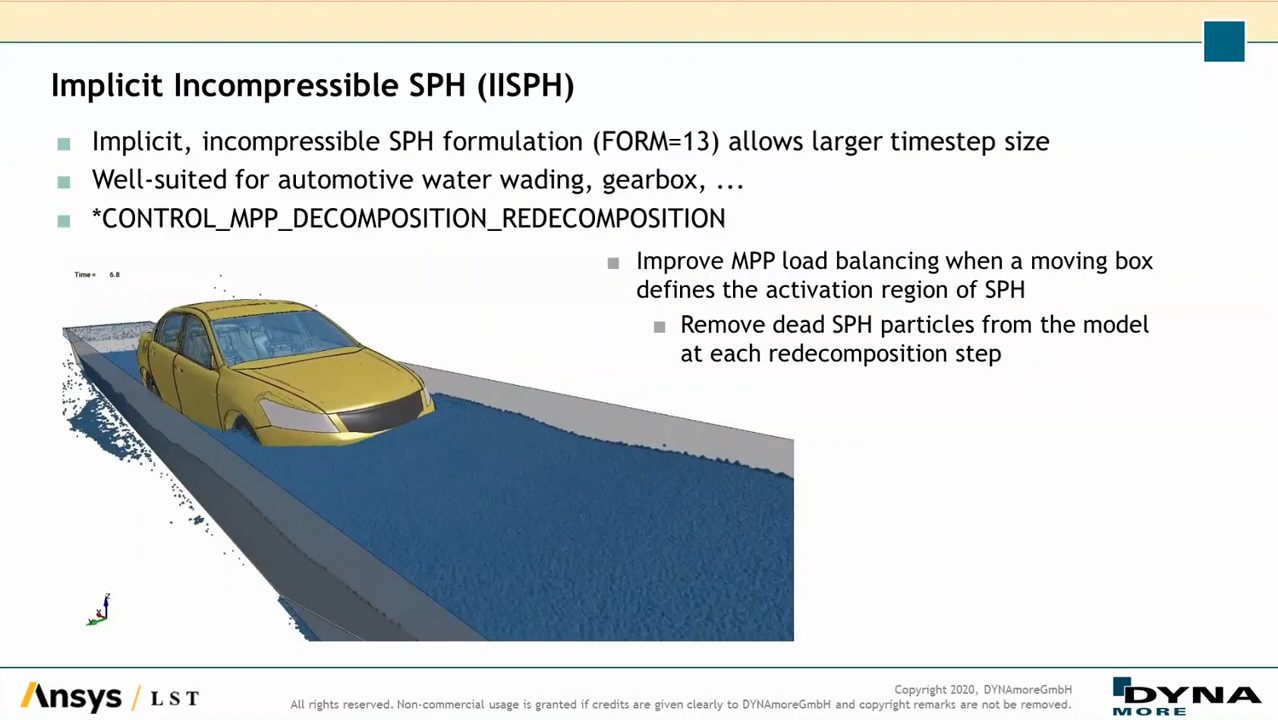 Implicit Incompressible SPH (IISPH)
Implicit, incompressible SPH formulation (FORM=13) allows larger timestep size
Well-suited for automotive water wading, gearbox, ...
*CONTROL_MPP_DECOMPOSITION_REDECOMPOSITION
Improve MPP load balancing when a moving box
defines the activation region of SPH
Remove dead SPH particles from the model
at each redecomposition step
Time = 6.8
Z
X
Y
Ansys / LST
Copyright 2020, DYNAmoreGmbH
All rights reserved. Non-commercial usage is granted if credits are given clearly to DYNAmoreGmbH and copyright remarks are not be removed.
DYNA
MORE